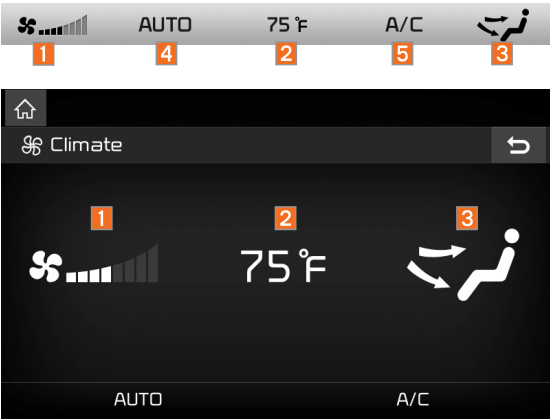 AUTO 75 °F A/C
1 4 2 5 3
Climate
1 2 3
75 °F
AUTO A/C